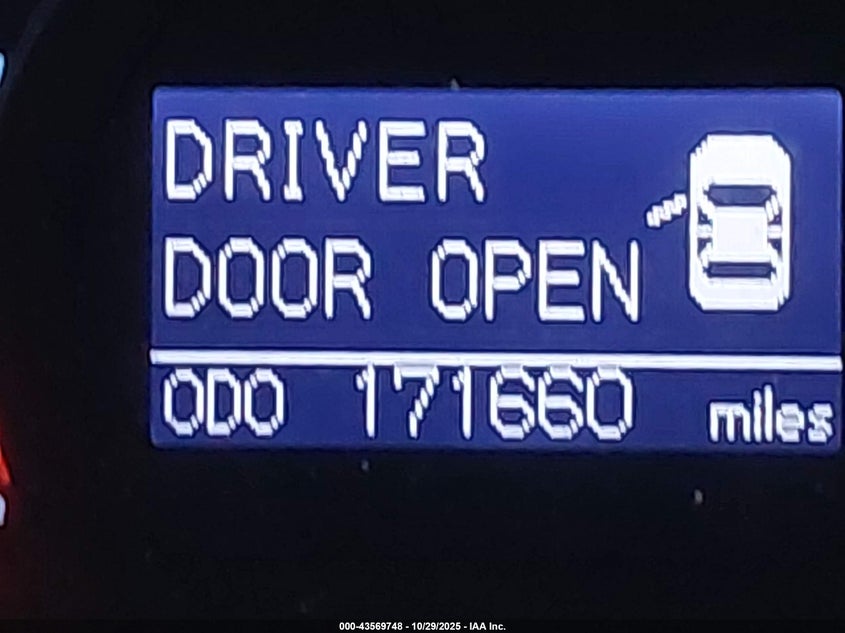 DRIVER
DOOR OPEN
ODO 171660 miles
000-43569748 - 10/29/2025 - IAA Inc.